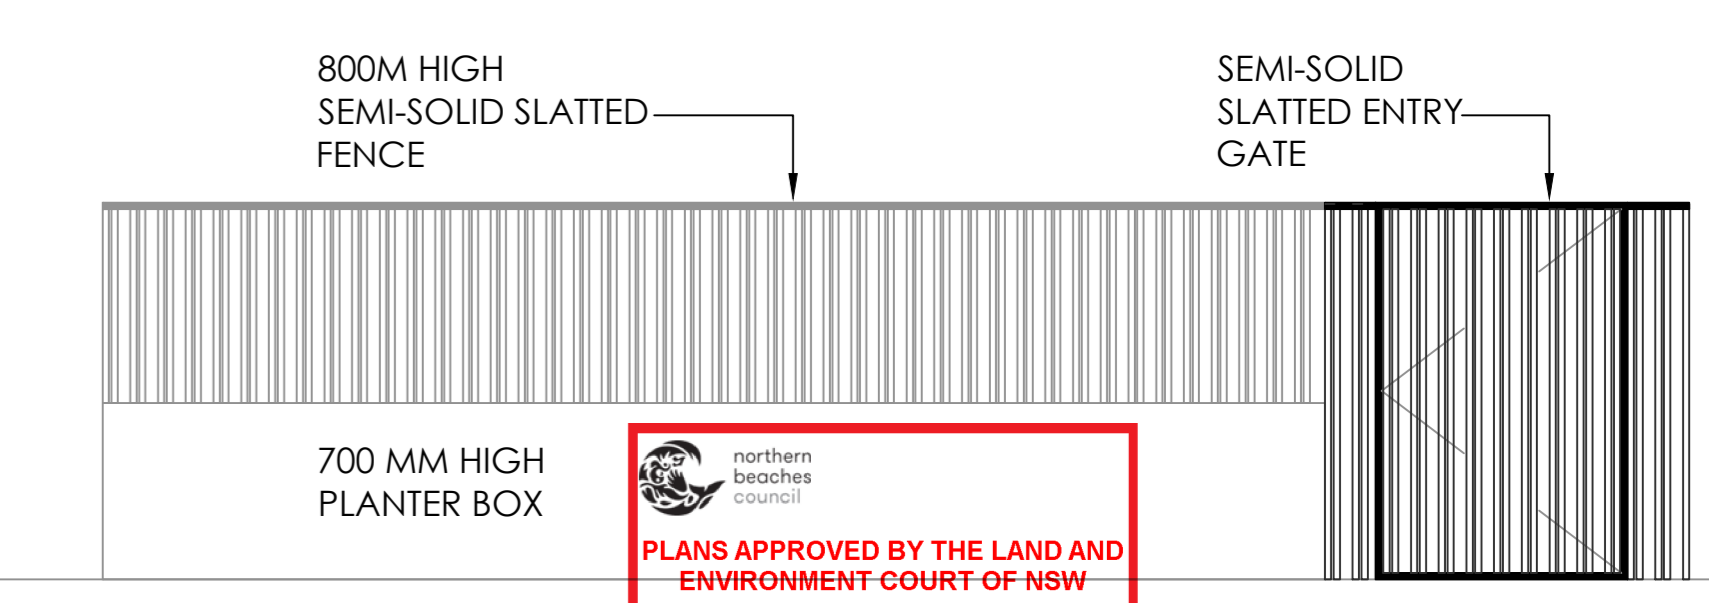 800M HIGH
SEMI-SOLID SLATTED
FENCE
SEMI-SOLID
SLATTED ENTRY
GATE
700 MM HIGH
PLANTER BOX
northern
beaches
council
PLANS APPROVED BY THE LAND AND
ENVIRONMENT COURT OF NSW